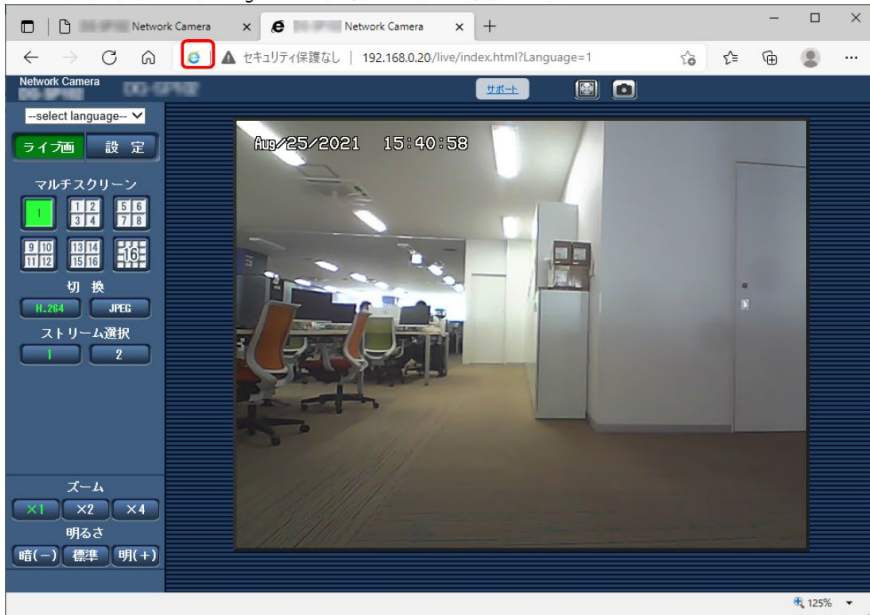 Network Camera
Network Camera
セキュリティ保護なし | 192.168.0.20/live/index.html?Language=1
Network Camera
サポート
--select language--
ライブ画 設 定
Aug/25/2021 15:40:58
マルチスクリーン
1 1 2 3 4 5 6 7 8
9 10 11 12 13 14 15 16 16
切 換
H.264 JPEG
ストリーム選択
1 2
ズーム
×1 ×2 ×4
明るさ
暗(-) 標準 明(+)
125%